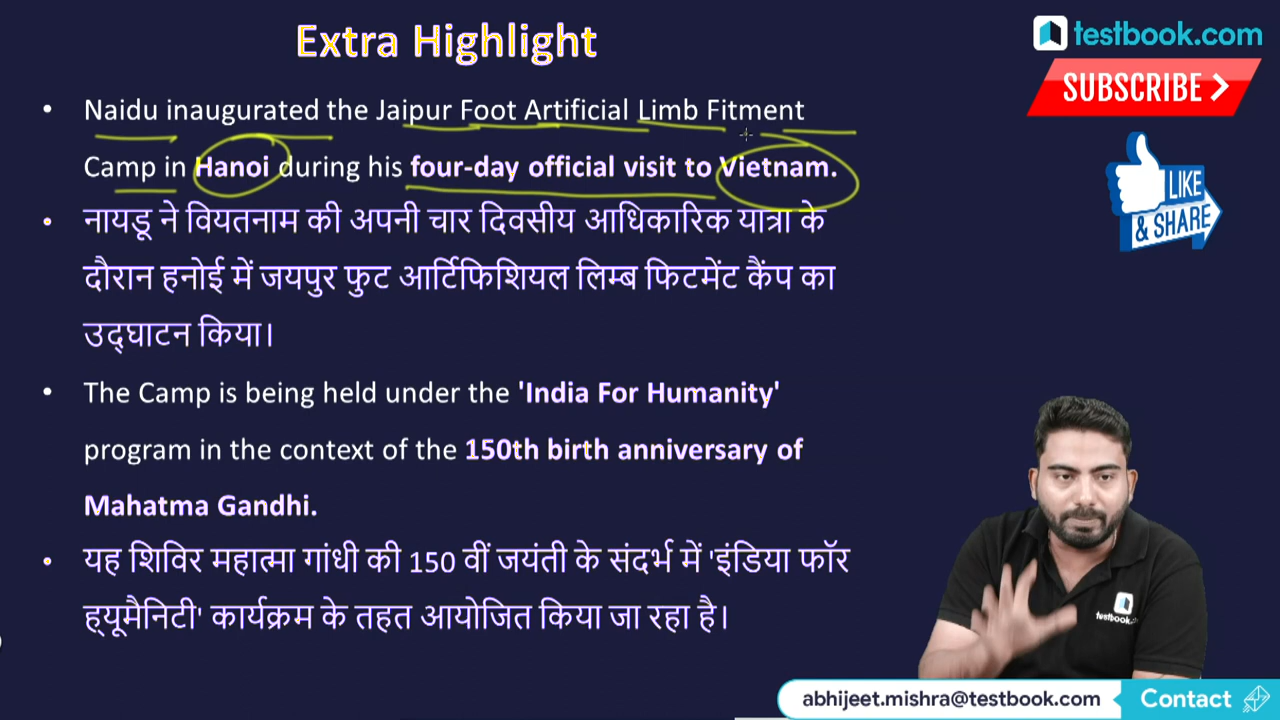 Extra Highlight
testbook.com
SUBSCRIBE
• Naidu inaugurated the Jaipur Foot Artificial Limb Fitment
Camp in Hanoi during his four-day official visit to Vietnam.
LIKE
& SHARE
• नायडू ने वियतनाम की अपनी चार दिवसीय आधिकारिक यात्रा के
दौरान हनोई में जयपुर फुट आर्टिफिशियल लिम्ब फिटमेंट कैंप का
उद्घाटन किया।
• The Camp is being held under the 'India For Humanity'
program in the context of the 150th birth anniversary of
Mahatma Gandhi.
• यह शिविर महात्मा गांधी की 150 वीं जयंती के संदर्भ में 'इंडिया फॉर
ह्यूमैनिटी' कार्यक्रम के तहत आयोजित किया जा रहा है।
abhijeet.mishra@testbook.com
Contact